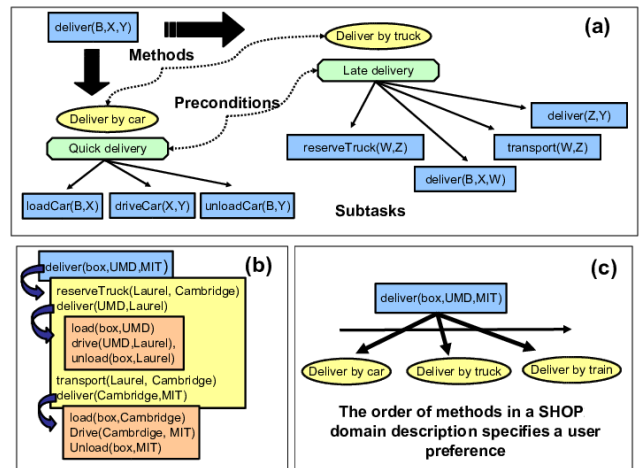 deliver(B,X,Y)
(a)
Deliver by truck
Methods
Late delivery
Preconditions
Deliver by car
deliver(Z,Y)
Quick delivery
reserveTruck(W,Z)
transport(W,Z)
deliver(B,X,W)
loadCar(B,X)
driveCar(X,Y)
unloadCar(B,Y)
Subtasks
(b)
deliver(box,UMD,MIT)
reserveTruck(Laurel, Cambridge)
deliver(UMD,Laurel)
load(box,UMD)
drive(UMD,Laurel),
unload(box,Laurel)
transport(Laurel, Cambridge)
deliver(Cambridge,MIT)
load(box,Cambridge)
Drive(Cambrdige, MIT)
Unload(box,MIT)
(c)
deliver(box,UMD,MIT)
Deliver by car
Deliver by truck
Deliver by train
The order of methods in a SHOP
domain description specifies a user
preference